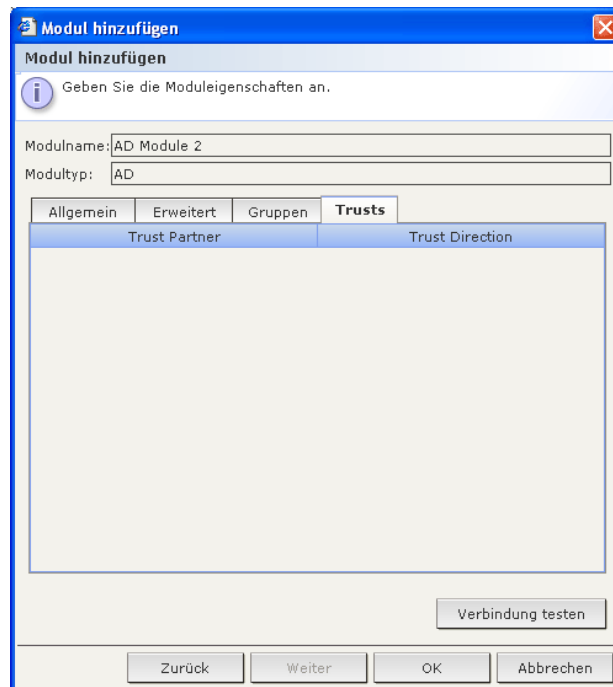 Modul hinzufügen
Modul hinzufügen
Geben Sie die Moduleigenschaften an.
Modulname: AD Module 2
Modultyp: AD
Allgemein Erweitert Gruppen Trusts
Trust Partner Trust Direction
Verbindung testen
Zurück Weiter OK Abbrechen